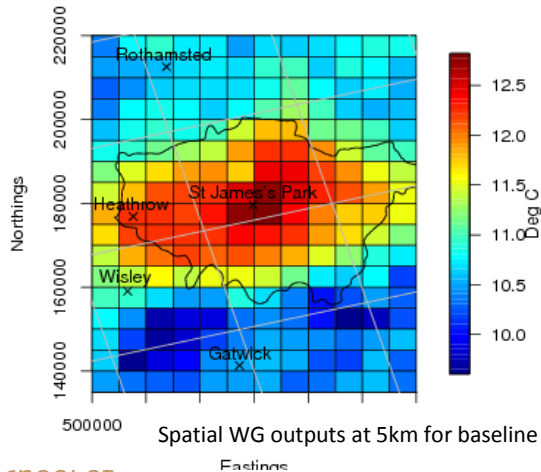 220000
200000
180000
160000
140000
Northings
Rothamsted
St James's Park
Heathrow
Wisley
Gatwick
12.5
12.0
11.5
11.0
10.5
10.0
Deg C
500000
Spatial WG outputs at 5km for baseline
Eastings